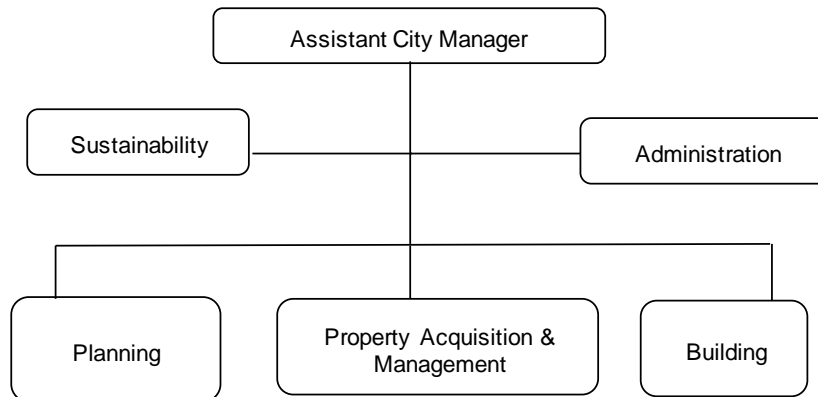 Assistant City Manager
Sustainability
Administration
Planning
Property Acquisition &
Management
Building